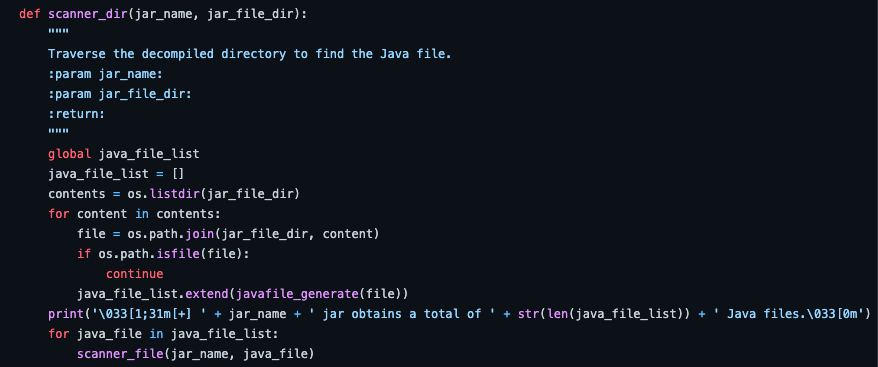 def scanner_dir(jar_name, jar_file_dir):
    """
    Traverse the decompiled directory to find the Java file.
    :param jar_name:
    :param jar_file_dir:
    :return:
    """
    global java_file_list
    java_file_list = []
    contents = os.listdir(jar_file_dir)
    for content in contents:
        file = os.path.join(jar_file_dir, content)
        if os.path.isfile(file):
            continue
        java_file_list.extend(javafile_generate(file))
    print('\033[1;31m[+] ' + jar_name + ' jar obtains a total of ' + str(len(java_file_list)) + ' Java files.\033[0m')
    for java_file in java_file_list:
        scanner_file(jar_name, java_file)